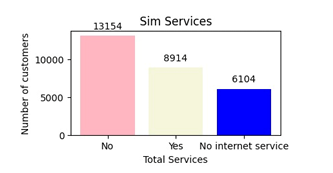 Sim Services
13154
8914
6104
Number of customers
10000
5000
0
No
Yes
No internet service
Total Services